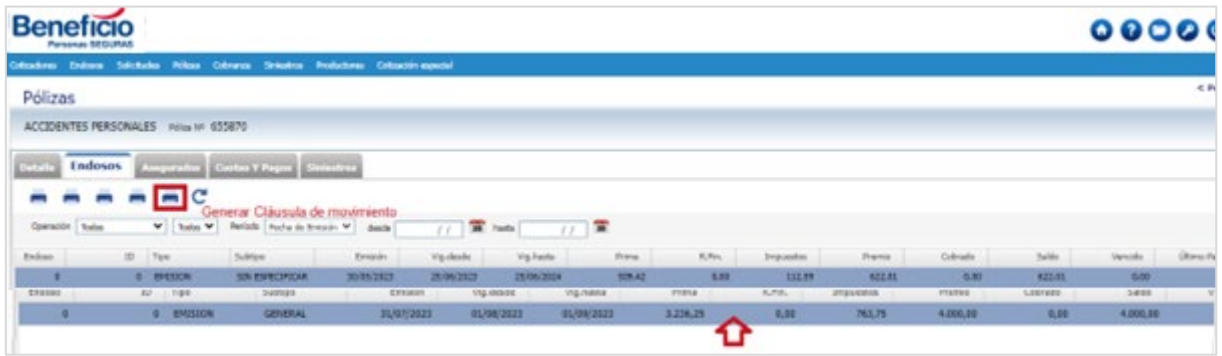 Beneficio
Personas SEGURAS
Cotizadores Endosos Solicitudes Pólizas Cobranza Siniestros Productores Cotización especial
Pólizas
< P
ACCIDENTES PERSONALES Póliza Nº 655870
Detalle Endosos Asegurados Cuotas Y Pagos Siniestros
Generar Cláusula de movimiento
Operación Todos Todos Período Fecha de Emisión desde / / hasta / /
Endoso ID Tipo Subtipo Emisión Vig.desde Vig.hasta Prima R.Fin. Impuestos Premio Cobrado Saldo Vencido
0 0 EMISION SIN ESPECIFICAR 30/05/2023 25/06/2023 25/06/2024 509.42 0.00 622.01 0.00 622.01 0.00
Endoso ID Tipo Subtipo Emisión Vig.desde Vig.hasta Prima R.Fin. Impuestos Premio Cobrado Saldo V
0 0 EMISION GENERAL 31/07/2023 01/08/2023 01/09/2023 3.236,25 0,00 763,75 4.000,00 0,00 4.000,00